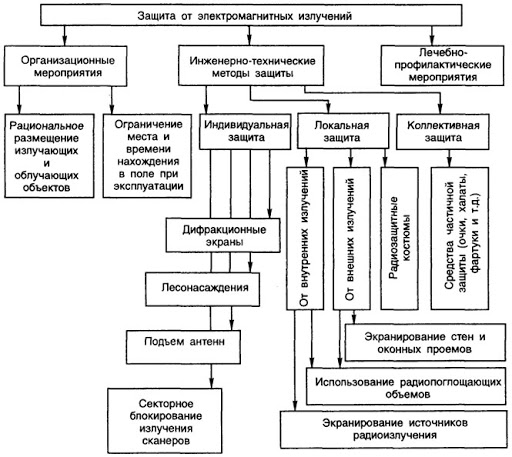 Защита от электромагнитных излучений
Организационные
мероприятия
Инженерно-технические
методы защиты
Лечебно-
профилактические
мероприятия
Рациональное
размещение
излучающих
и
облучающих
объектов
Ограничение
места и
времени
нахождения
в поле при
эксплуатации
Индивидуальная
защита
Локальная
защита
Коллективная
защита
Дифракционные
экраны
Лесонасаждения
Подъем антенн
Секторное
блокирование
излучения
сканеров
От внутренних излучений
От внешних излучений
Радиозащитные
костюмы
Средства частичной
защиты (очки, халаты,
фартуки и т.д.)
Экранирование стен и
оконных проемов
Использование радиопоглощающих
объемов
Экранирование источников
радиоизлучения